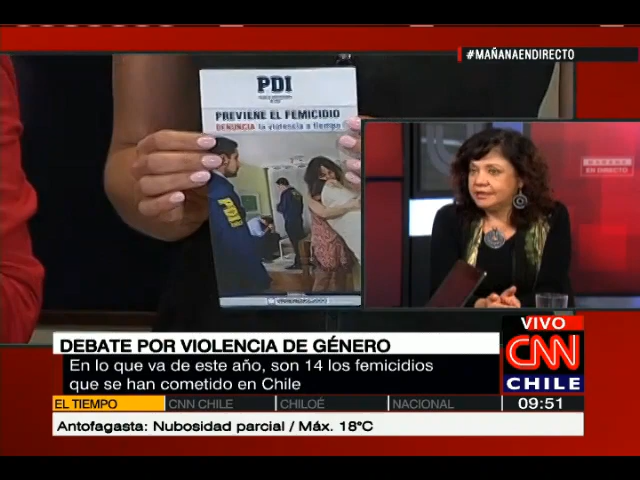 #MAÑANAENDIRECTO
PDI
PREVIENE EL FEMICIDIO
DENUNCIA la violencia a tiempo
PDI
MAÑANA
EN DIRECTO
DEBATE POR VIOLENCIA DE GÉNERO
En lo que va de este año, son 14 los femicidios
que se han cometido en Chile
VIVO
CNN
CHILE
EL TIEMPO
CNN CHILE
CHILOÉ
NACIONAL
09:51
Antofagasta: Nubosidad parcial / Máx. 18°C